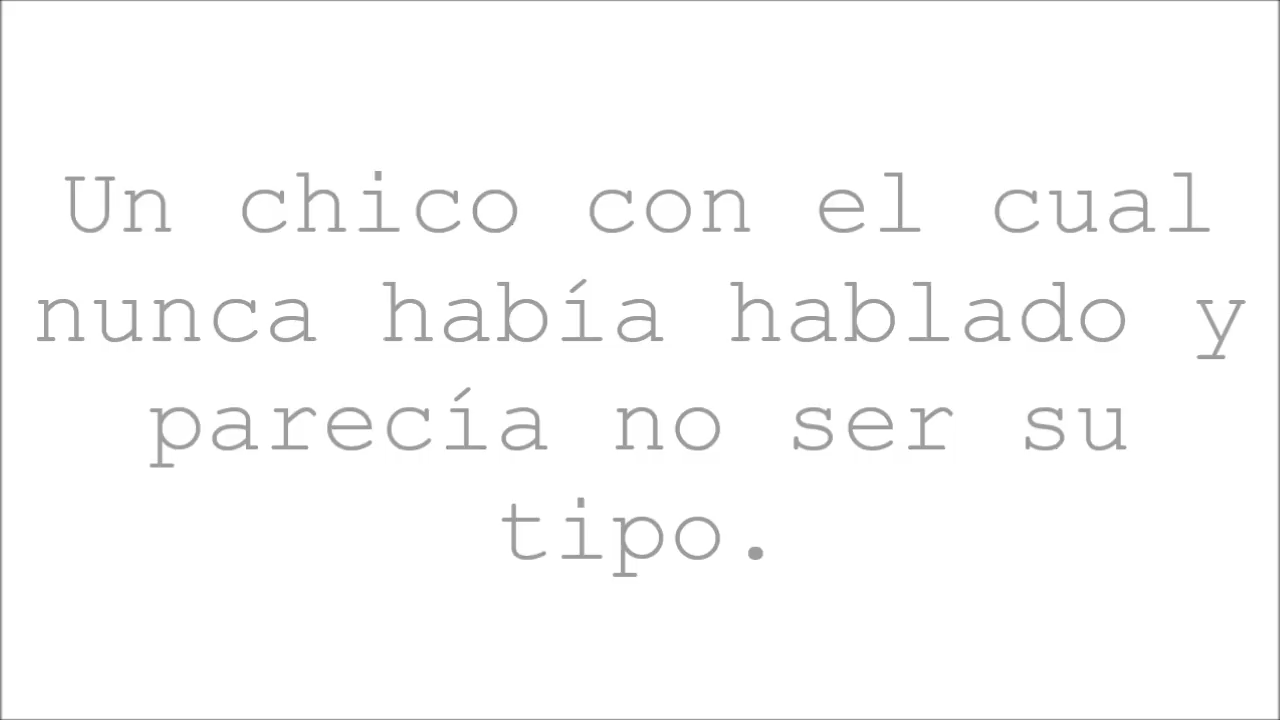 Un chico con el cual
nunca había hablado y
parecía no ser su
tipo.